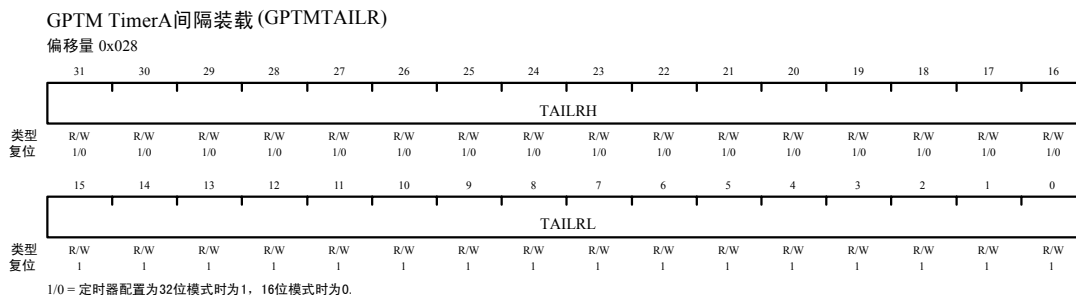 GPTM TimerA间隔装载 (GPTMTAILR)
偏移量 0x028
31 30 29 28 27 26 25 24 23 22 21 20 19 18 17 16
TAILRH
类型 R/W R/W R/W R/W R/W R/W R/W R/W R/W R/W R/W R/W R/W R/W R/W R/W
复位 1/0 1/0 1/0 1/0 1/0 1/0 1/0 1/0 1/0 1/0 1/0 1/0 1/0 1/0 1/0 1/0
15 14 13 12 11 10 9 8 7 6 5 4 3 2 1 0
TAILRL
类型 R/W R/W R/W R/W R/W R/W R/W R/W R/W R/W R/W R/W R/W R/W R/W R/W
复位 1 1 1 1 1 1 1 1 1 1 1 1 1 1 1 1
1/0 = 定时器配置为32位模式时为1，16位模式时为0.